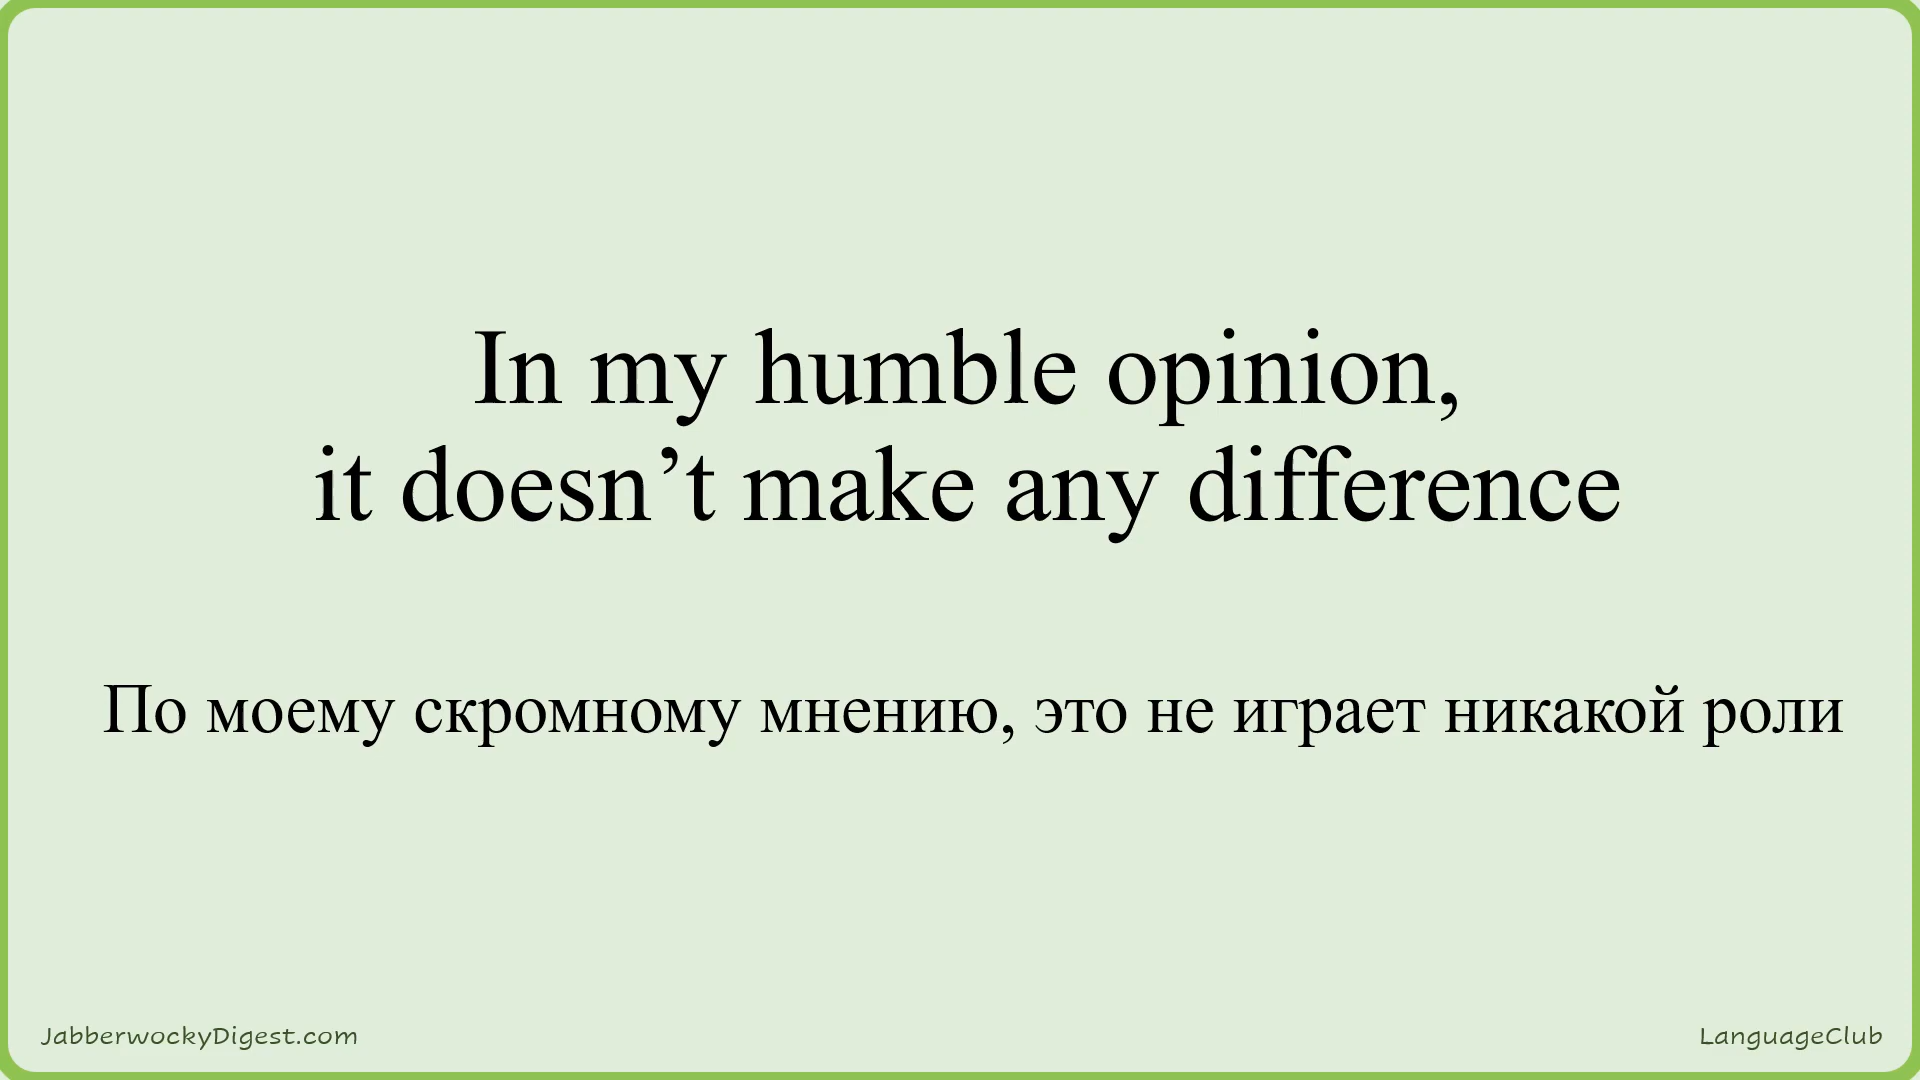 In my humble opinion,
it doesn’t make any difference
По моему скромному мнению, это не играет никакой роли
JabberwockyDigest.com
LanguageClub